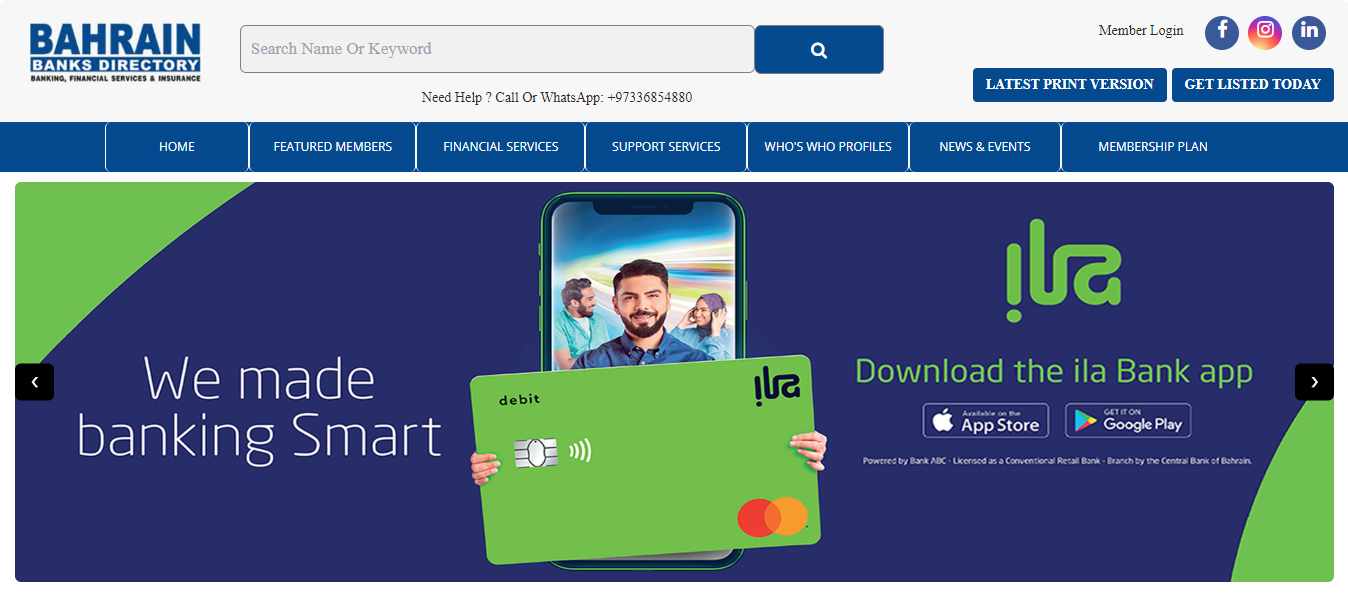 BAHRAIN
BANKS DIRECTORY
BANKING, FINANCIAL SERVICES & INSURANCE
Search Name Or Keyword
Need Help ? Call Or WhatsApp: +97336854880
Member Login
f
in
LATEST PRINT VERSION
GET LISTED TODAY
HOME
FEATURED MEMBERS
FINANCIAL SERVICES
SUPPORT SERVICES
WHO'S WHO PROFILES
NEWS & EVENTS
MEMBERSHIP PLAN
We made
banking Smart
debit
ila
ila
Download the ila Bank app
Available on the
App Store
GET IT ON
Google Play
Powered by Bank ABC - Licensed as a Conventional Retail Bank - Branch by the Central Bank of Bahrain.